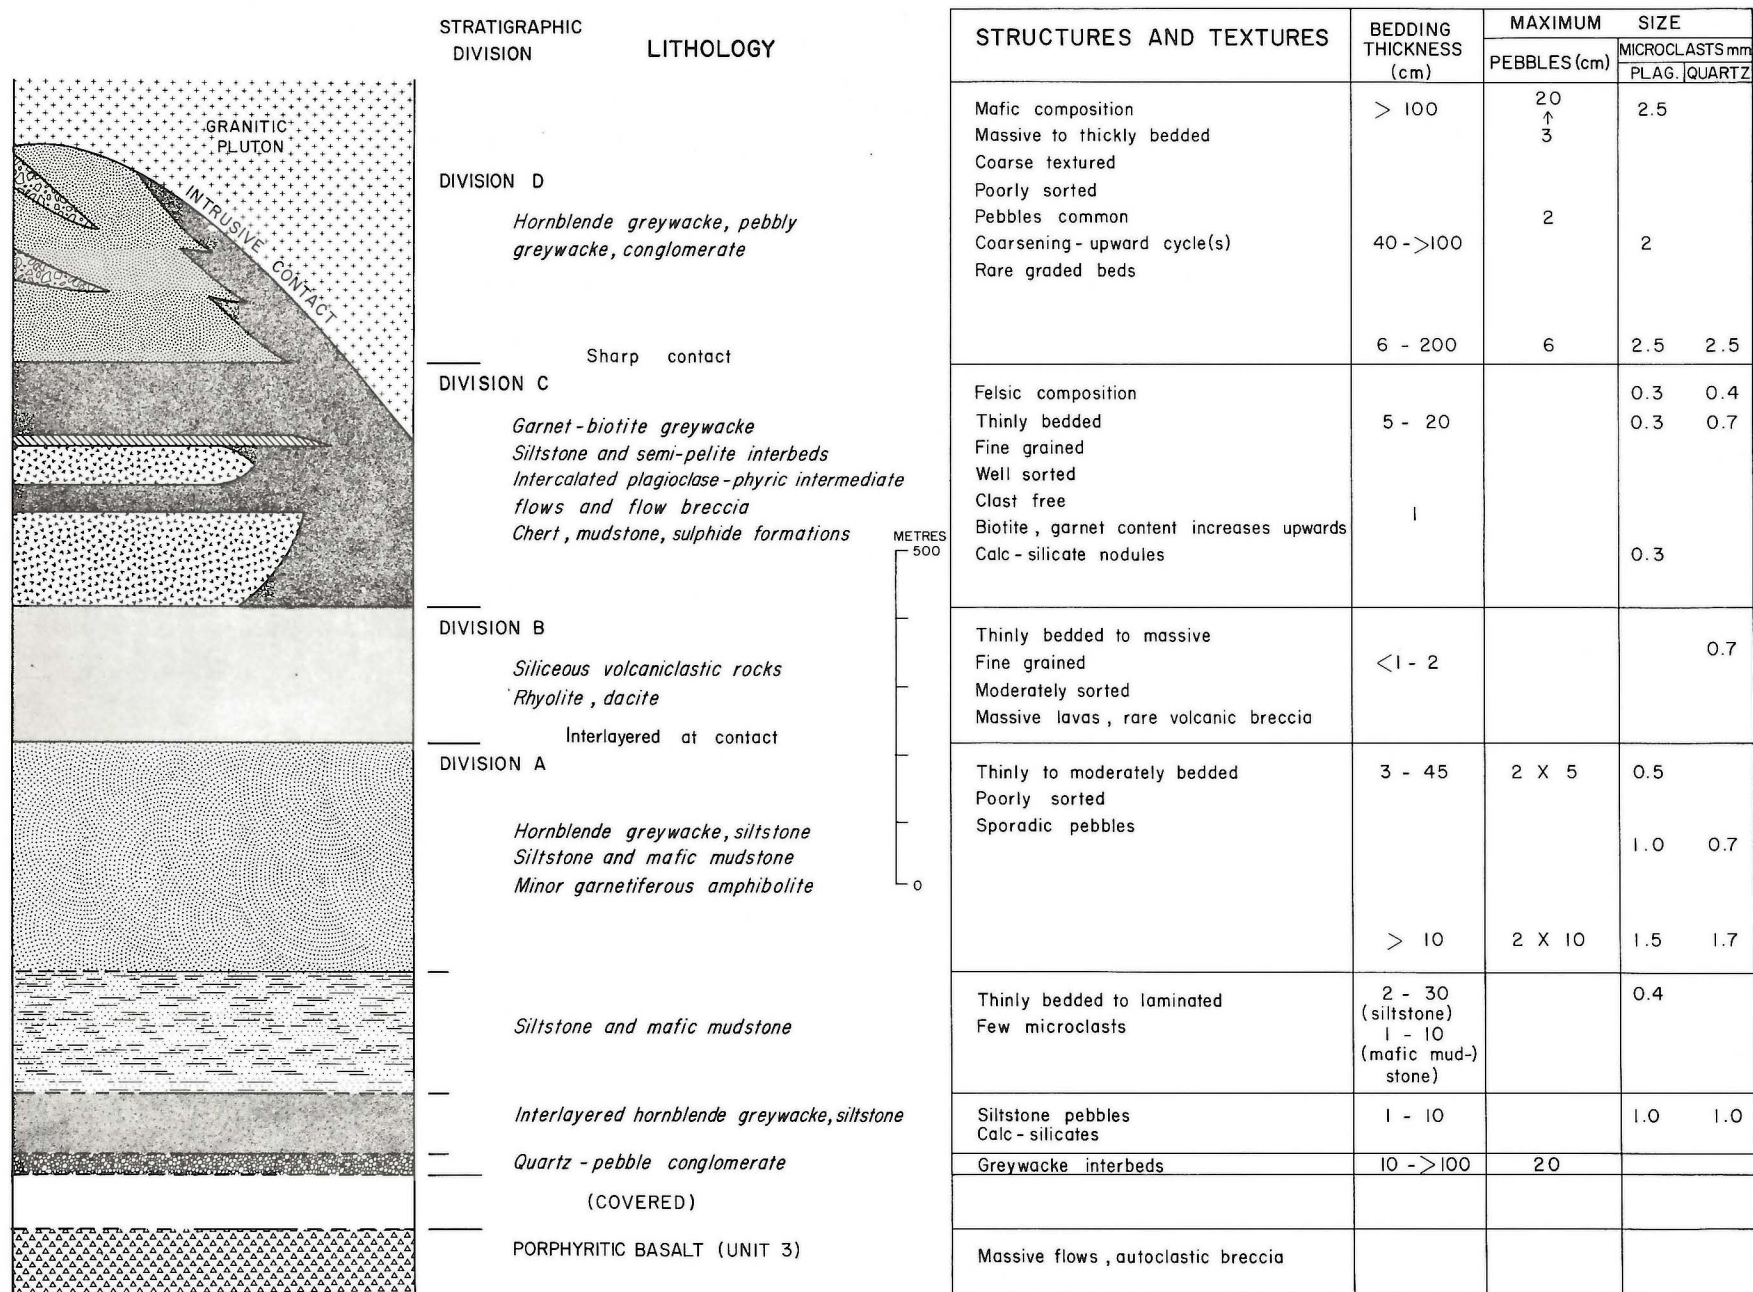 STRATIGRAPHIC
DIVISION
LITHOLOGY
GRANITIC
PLUTON
INTRUSIVE CONTACT
DIVISION D
Hornblende greywacke, pebbly
greywacke, conglomerate
Sharp contact
DIVISION C
Garnet-biotite greywacke
Siltstone and semi-pelite interbeds
Intercalated plagioclase-phyric intermediate
flows and flow breccia
Chert, mudstone, sulphide formations
METRES
500
0
DIVISION B
Siliceous volcaniclastic rocks
Rhyolite, dacite
Interlayered at contact
DIVISION A
Hornblende greywacke, siltstone
Siltstone and mafic mudstone
Minor garnetiferous amphibolite
Siltstone and mafic mudstone
Interlayered hornblende greywacke, siltstone
Quartz-pebble conglomerate
(COVERED)
PORPHYRITIC BASALT (UNIT 3)
STRUCTURES AND TEXTURES
BEDDING
THICKNESS
(cm)
MAXIMUM SIZE
PEBBLES (cm)
MICROCLASTS mm
PLAG. QUARTZ
Mafic composition > 100 20 2.5
↑
Massive to thickly bedded 3
Coarse textured
Poorly sorted
Pebbles common 2
Coarsening-upward cycle(s) 40 ->100 2
Rare graded beds
6 - 200 6 2.5 2.5
Felsic composition 0.3 0.4
Thinly bedded 5 - 20 0.3 0.7
Fine grained
Well sorted
Clast free
1
Biotite, garnet content increases upwards
Calc-silicate nodules 0.3
Thinly bedded to massive
0.7
Fine grained <1 - 2
Moderately sorted
Massive lavas, rare volcanic breccia
Thinly to moderately bedded 3 - 45 2 X 5 0.5
Poorly sorted
Sporadic pebbles
1.0 0.7
> 10 2 X 10 1.5 1.7
Thinly bedded to laminated 2 - 30 0.4
(siltstone)
Few microclasts 1 - 10
(mafic mud-)
stone)
Siltstone pebbles 1 - 10 1.0 1.0
Calc-silicates
Greywacke interbeds 10 ->100 20
Massive flows, autoclastic breccia